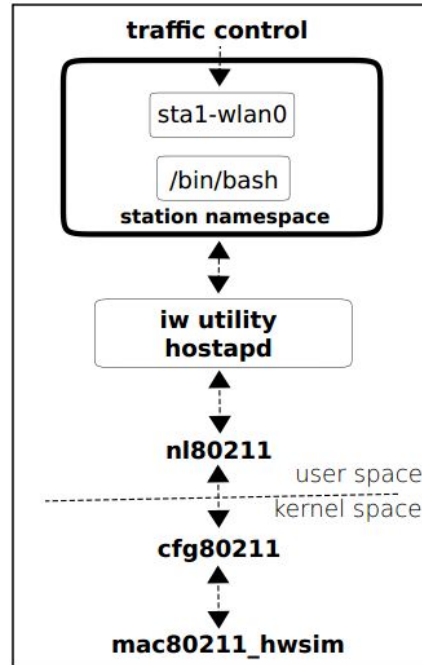 traffic control
sta1-wlan0
/bin/bash
station namespace
iw utility
hostapd
nl80211
user space
kernel space
cfg80211
mac80211_hwsim